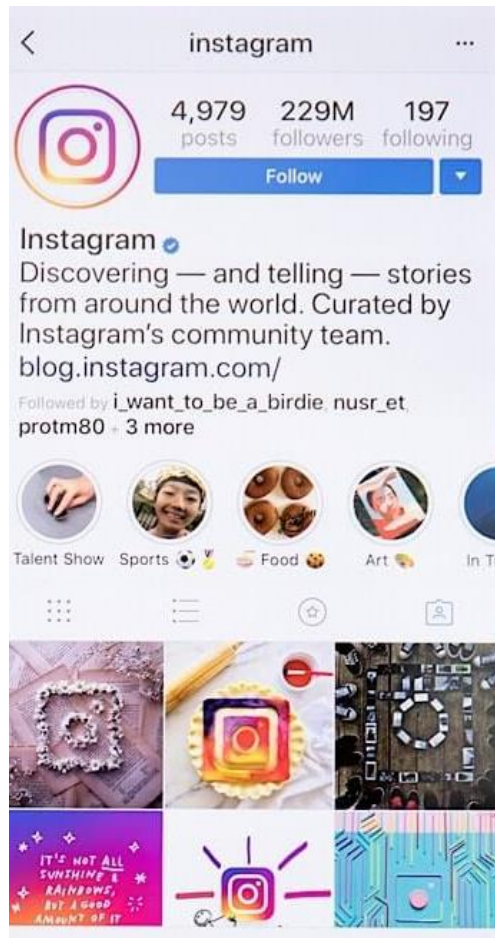 instagram
4,979 229M 197
posts followers following
Follow
Instagram
Discovering — and telling — stories
from around the world. Curated by
Instagram's community team.
blog.instagram.com/
Followed by i_want_to_be_a_birdie, nusr_et,
protm80 + 3 more
Talent Show Sports Food Art In T
IT'S NOT ALL
SUNSHINE &
RAINBOWS,
BUT A GOOD
AMOUNT OF IT